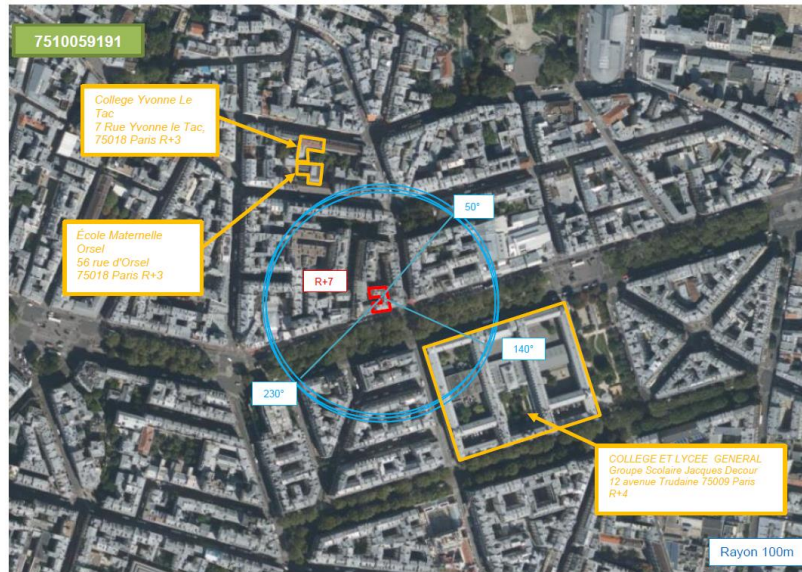 7510059191
College Yvonne Le
Tac
7 Rue Yvonne le Tac,
75018 Paris R+3
École Maternelle
Orsel
56 rue d'Orsel
75018 Paris R+3
50°
R+7
140°
230°
COLLEGE ET LYCEE GENERAL
Groupe Scolaire Jacques Decour
12 avenue Trudaine 75009 Paris
R+4
Rayon 100m